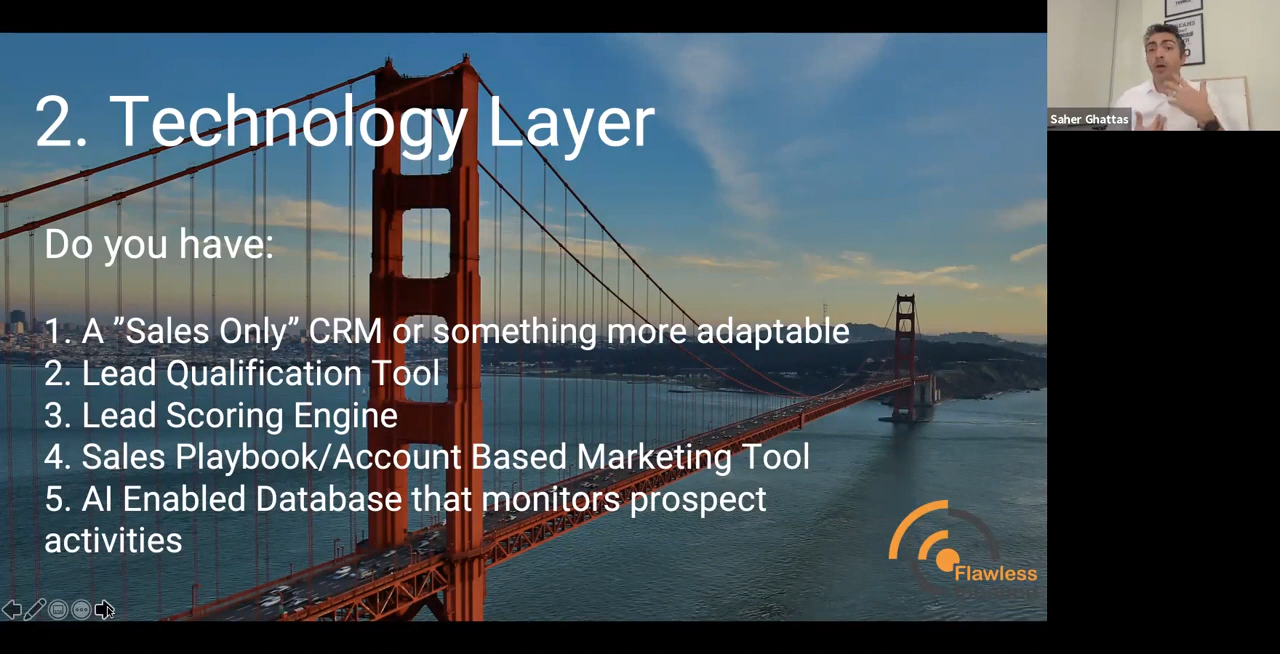 2. Technology Layer
Do you have:
1. A ”Sales Only” CRM or something more adaptable
2. Lead Qualification Tool
3. Lead Scoring Engine
4. Sales Playbook/Account Based Marketing Tool
5. AI Enabled Database that monitors prospect
activities
Flawless
Saher Ghattas